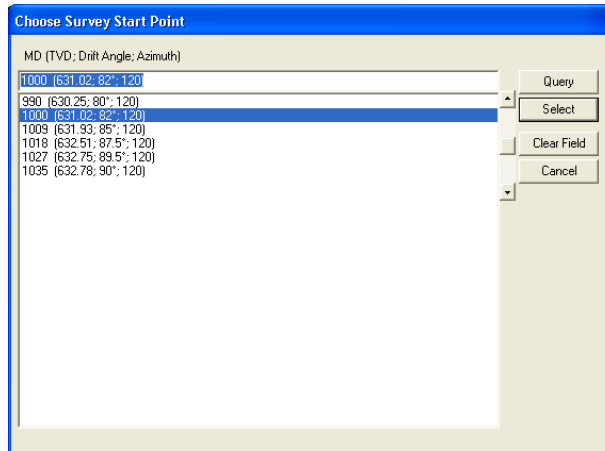 Choose Survey Start Point
MD (TVD; Drift Angle; Azimuth)
1000 (631.02; 82°; 120)
990 (630.25; 80°; 120)
1000 (631.02; 82°; 120)
1009 (631.93; 85°; 120)
1018 (632.51; 87.5°; 120)
1027 (632.75; 89.5°; 120)
1035 (632.78; 90°; 120)
Query
Select
Clear Field
Cancel